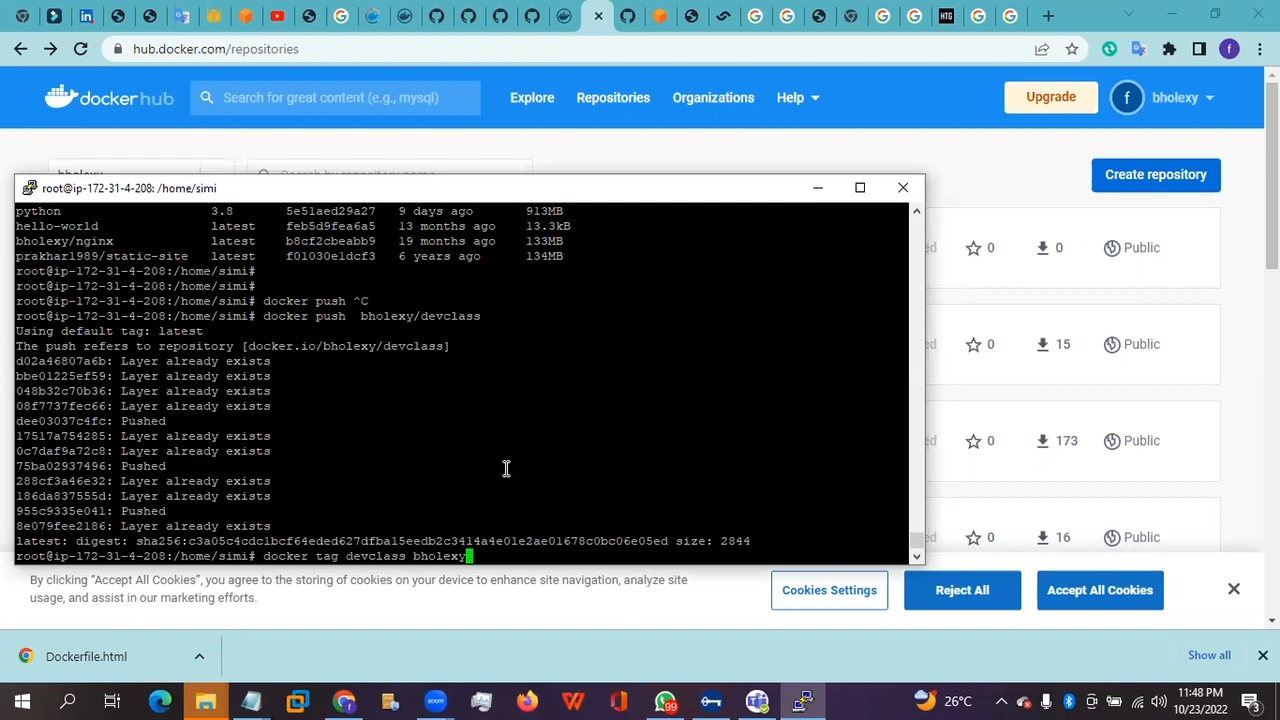 hub.docker.com/repositories
f
docker hub
Search for great content (e.g., mysql)
Explore
Repositories
Organizations
Help
Upgrade
f
bholexy
Create repository
root@ip-172-31-4-208: /home/simi
python 3.8 5e51aed29a27 9 days ago 913MB
hello-world latest feb5d9fea6a5 13 months ago 13.3kB
bholexy/nginx latest b8cf2cbeabb9 19 months ago 133MB
prakhar1989/static-site latest f01030e1dcf3 6 years ago 134MB
root@ip-172-31-4-208:/home/simi#
root@ip-172-31-4-208:/home/simi#
root@ip-172-31-4-208:/home/simi# docker push ^C
root@ip-172-31-4-208:/home/simi# docker push bholexy/devclass
Using default tag: latest
The push refers to repository [docker.io/bholexy/devclass]
d02a46807a6b: Layer already exists
bbe01225ef59: Layer already exists
048b32c70b36: Layer already exists
08f7737fec66: Layer already exists
dee03037c4fc: Pushed
17517a754285: Layer already exists
0c7daf9a72c8: Layer already exists
75ba02937496: Pushed
288cf3a46e32: Layer already exists
186da837555d: Layer already exists
955c9335e041: Pushed
8e079fee2186: Layer already exists
latest: digest: sha256:c3a05c4cdc1bcf64eded627dfba15eedb2c3414a4e01e2ae01678c0bc06e05ed size: 2844
root@ip-172-31-4-208:/home/simi# docker tag devclass bholexy
0 0 Public
0 15 Public
0 173 Public
0 16 Public
By clicking “Accept All Cookies”, you agree to the storing of cookies on your device to enhance site navigation, analyze site
usage, and assist in our marketing efforts.
Cookies Settings
Reject All
Accept All Cookies
Dockerfile.html
Show all
zoom
99
26°C
11:48 PM
10/23/2022
3